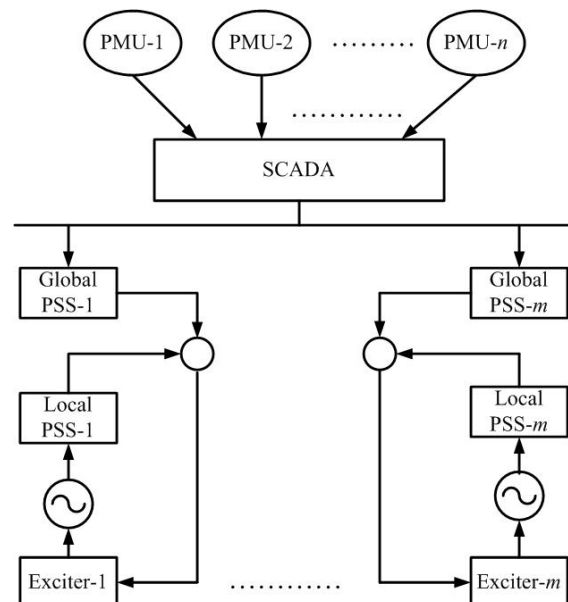 PMU-1 PMU-2 ......... PMU-n
............
SCADA
Global
PSS-1
Global
PSS-m
Local
PSS-1
Local
PSS-m
Exciter-1 ............ Exciter-m